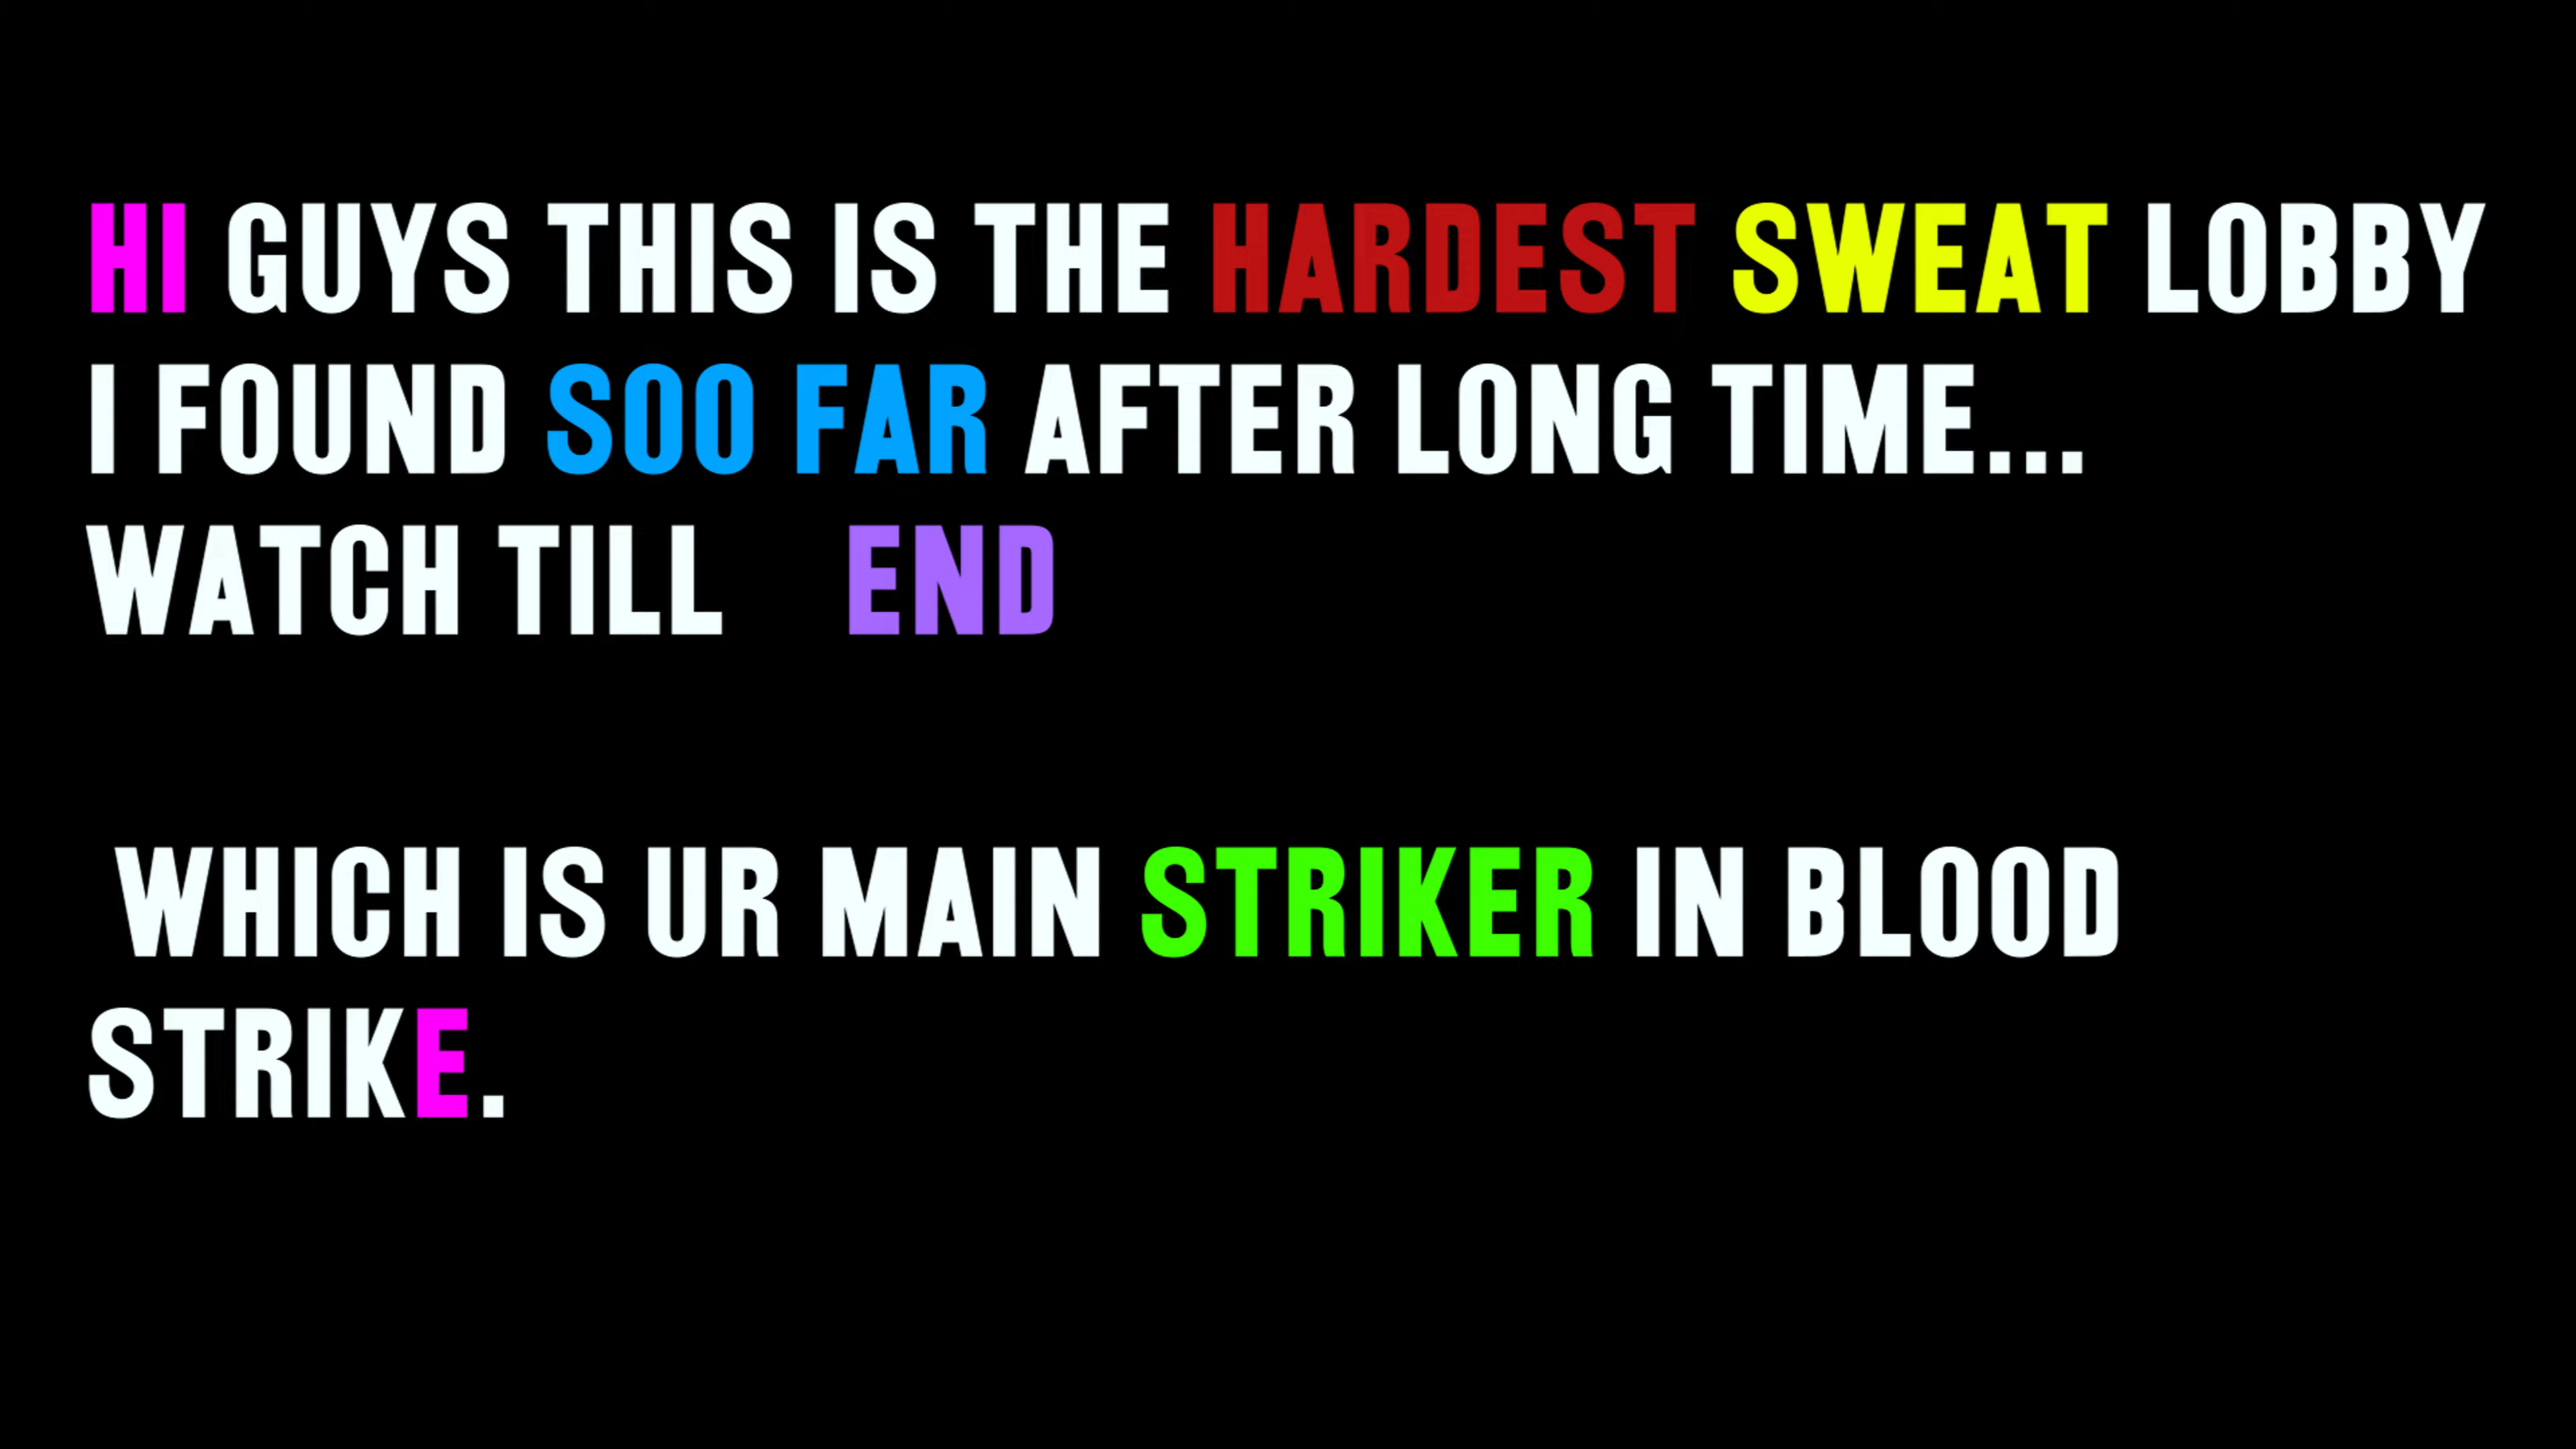 HI GUYS THIS IS THE HARDEST SWEAT LOBBY
I FOUND SOO FAR AFTER LONG TIME...
WATCH TILL END
WHICH IS UR MAIN STRIKER IN BLOOD
STRIKE.